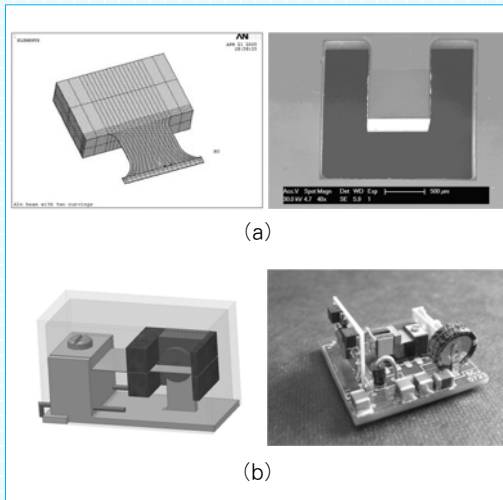 ELEMENTS
AN
Aln beam with two curvings
Acc.V Spot Magn Det WD Exp
500 μm
30.0 kV 4.7 40x SE 5.9 1
(a)
(b)